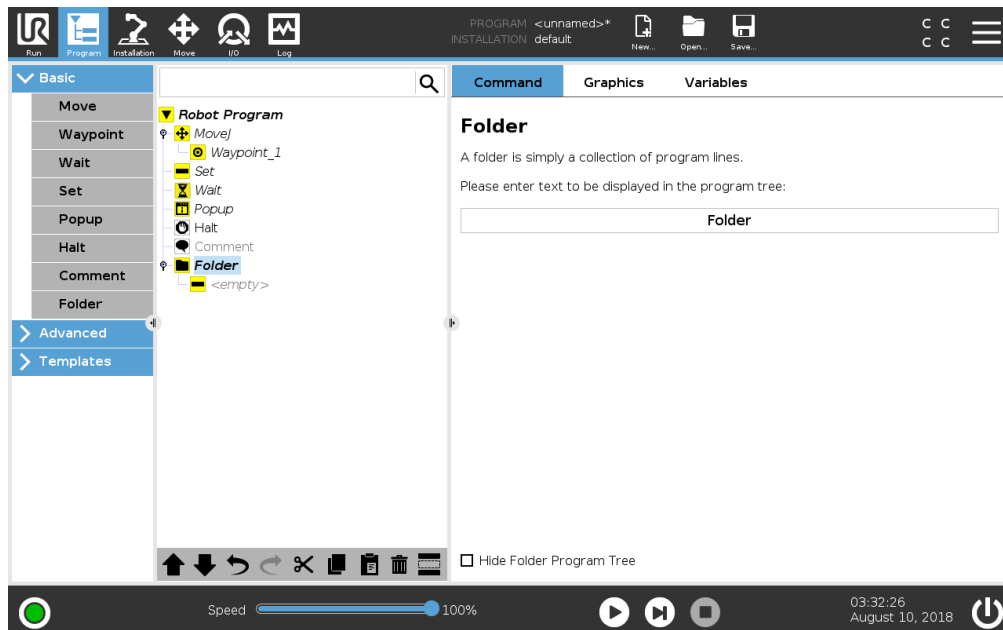 UR
PROGRAM <unnamed>*
INSTALLATION default
C C
C C
Run
Program
Installation
Move
I/O
Log
New...
Open...
Save...
Basic
Move
Waypoint
Wait
Set
Popup
Halt
Comment
Folder
Advanced
Templates
Robot Program
MoveJ
Waypoint_1
Set
Wait
Popup
Halt
Comment
Folder
<empty>
Command Graphics Variables
Folder
A folder is simply a collection of program lines.
Please enter text to be displayed in the program tree:
Folder
Hide Folder Program Tree
Speed 100%
03:32:26
August 10, 2018